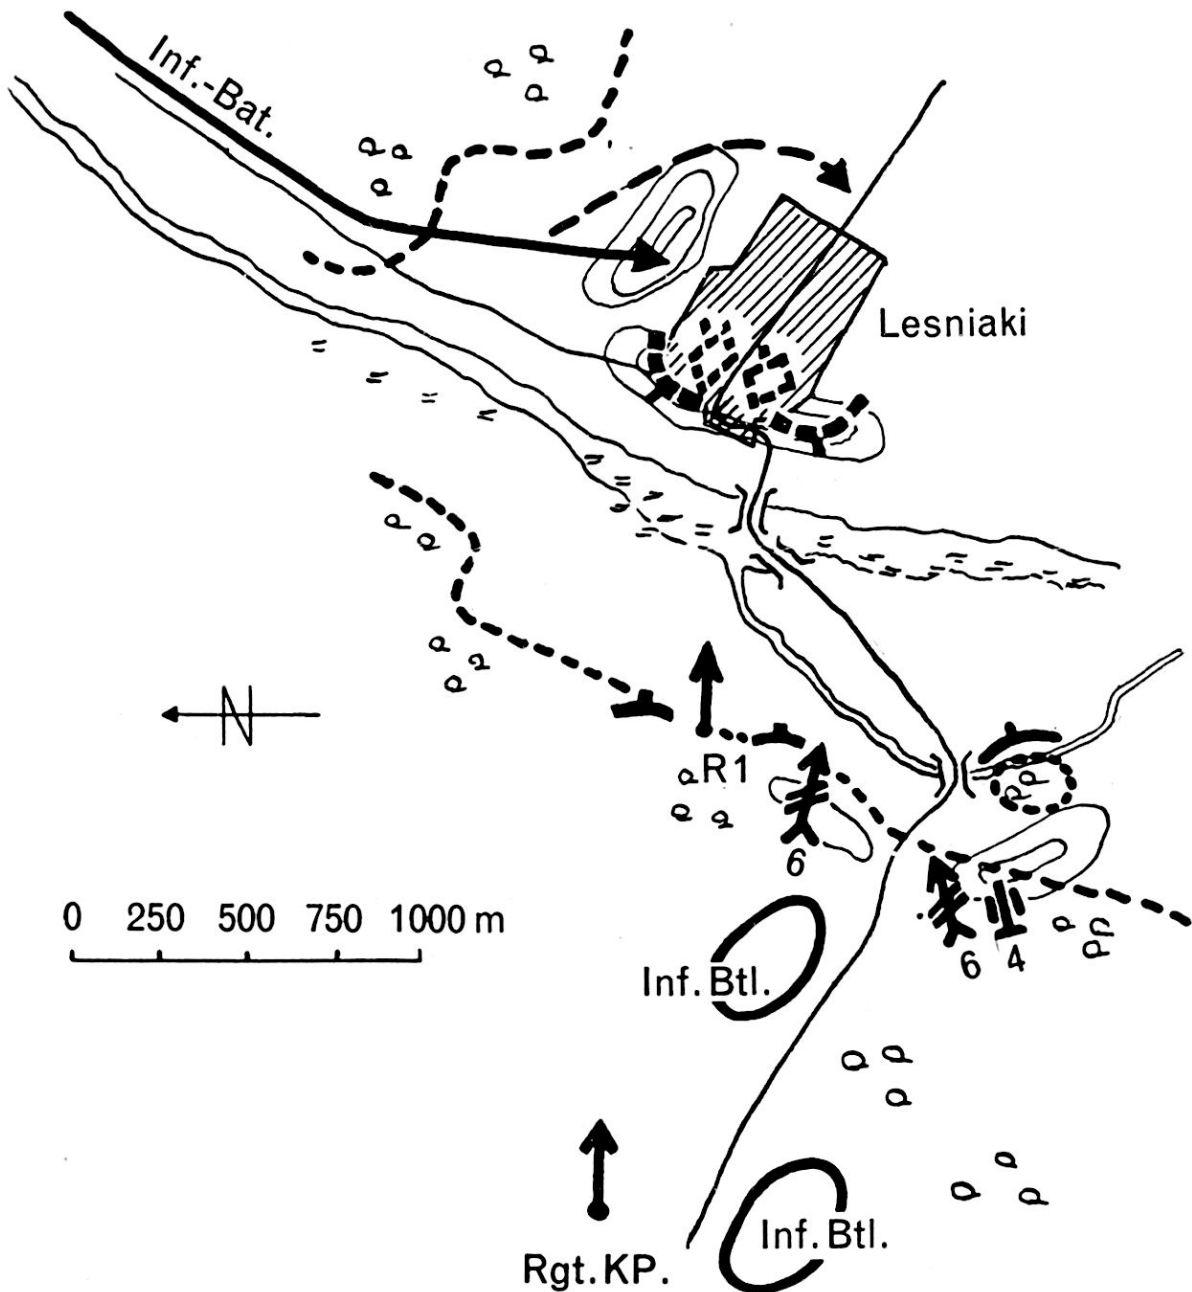 Inf.-Bat.
Lesniaki
N
R1
6
0 250 500 750 1000 m
6 4
Inf. Btl.
Rgt. KP.
Inf. Btl.